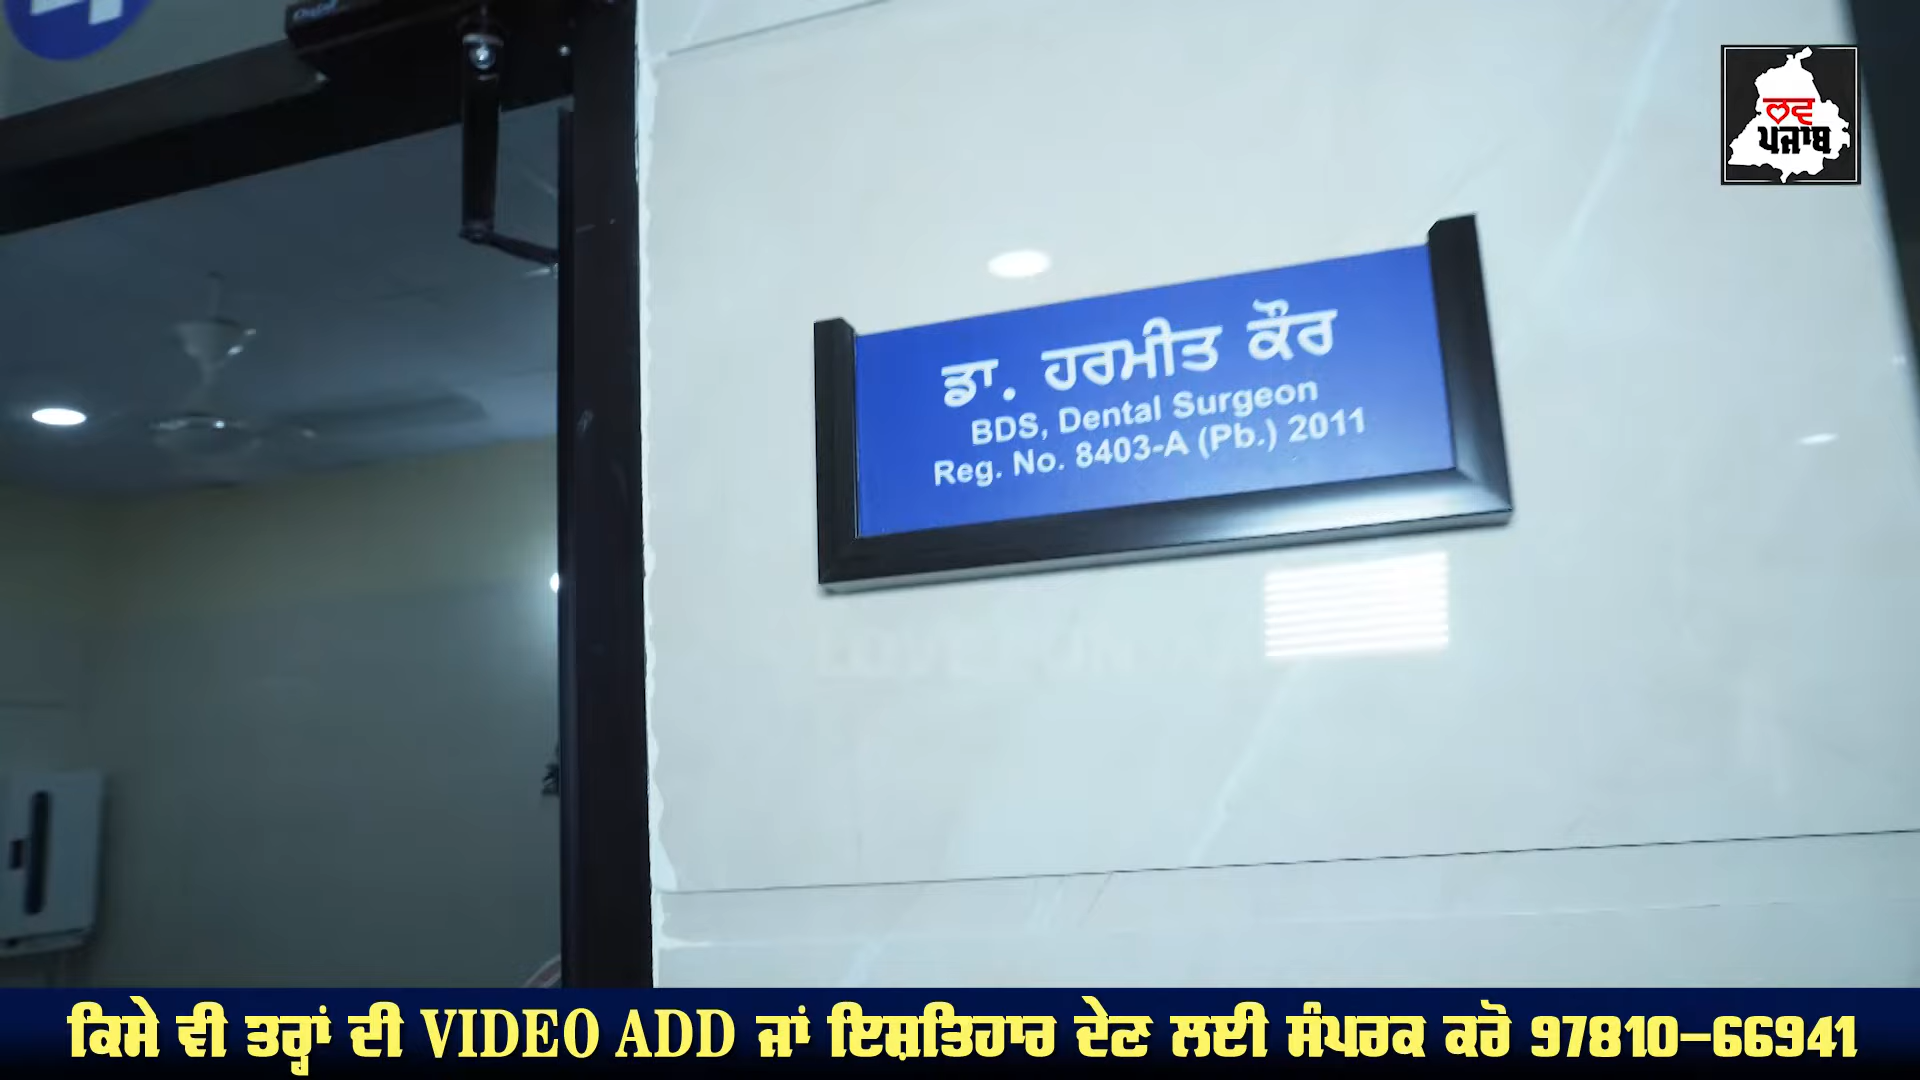 ਲਵ
ਪੰਜਾਬ
ਡਾ. ਹਰਮੀਤ ਕੌਰ
BDS, Dental Surgeon
Reg. No. 8403-A (Pb.) 2011
ਕਿਸੇ ਵੀ ਤਰ੍ਹਾਂ ਦੀ VIDEO ADD ਜਾਂ ਇਸ਼ਤਿਹਾਰ ਦੇਣ ਲਈ ਸੰਪਰਕ ਕਰੋ 97810-66941